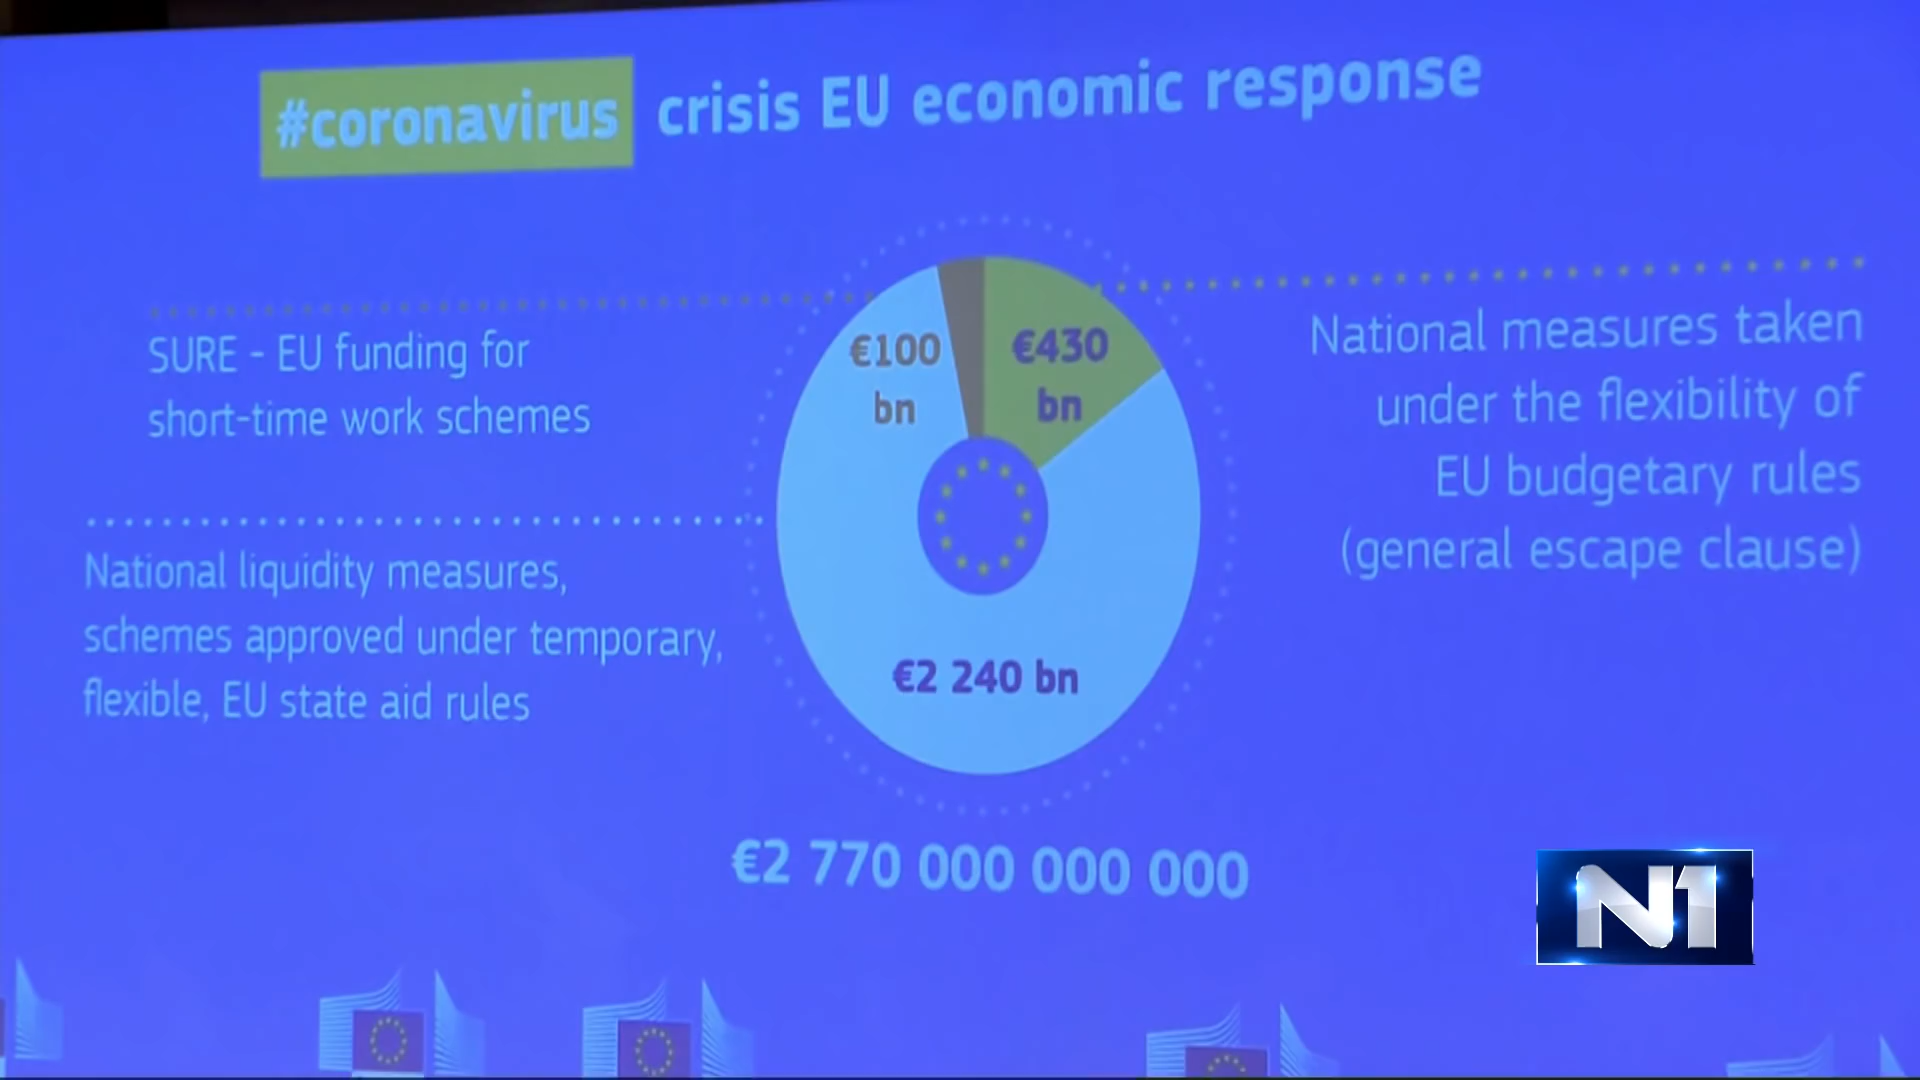 #coronavirus crisis EU economic response
SURE - EU funding for
short-time work schemes
National liquidity measures,
schemes approved under temporary,
flexible, EU state aid rules
€100
bn
€430
bn
€2 240 bn
National measures taken
under the flexibility of
EU budgetary rules
(general escape clause)
€2 770 000 000 000
N1